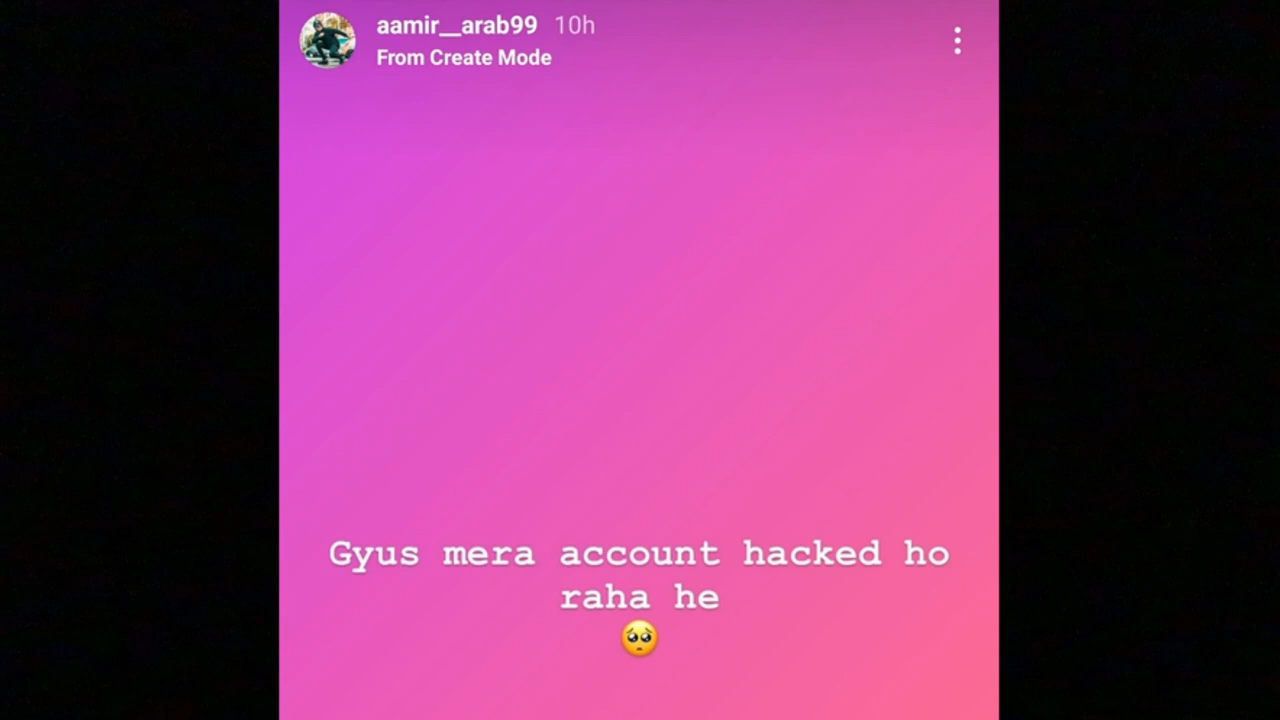 aamir__arab99 10h
From Create Mode
Gyus mera account hacked ho
raha he
🥺